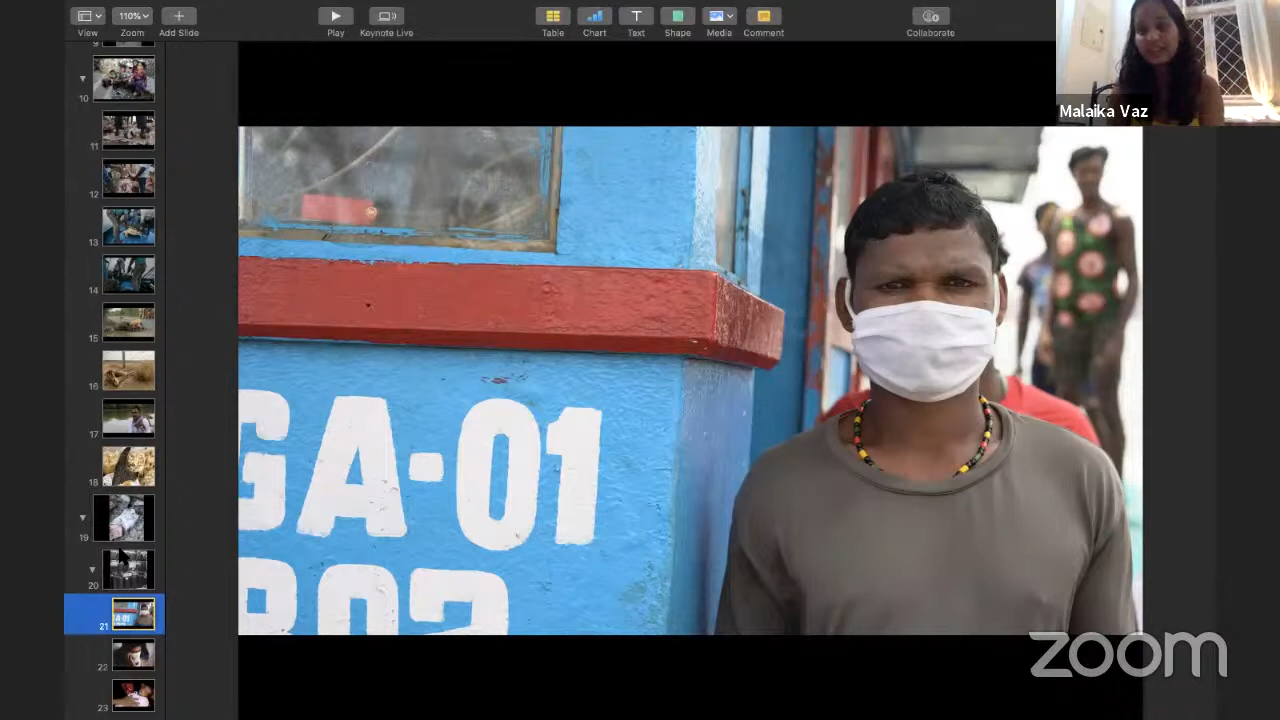 110%
View
Zoom
Add Slide
Play
Keynote Live
Table
Chart
Text
Shape
Media
Comment
Collaborate
Malaika Vaz
9
10
11
12
13
14
15
16
17
18
19
20
21
22
23
GA-01
zoom